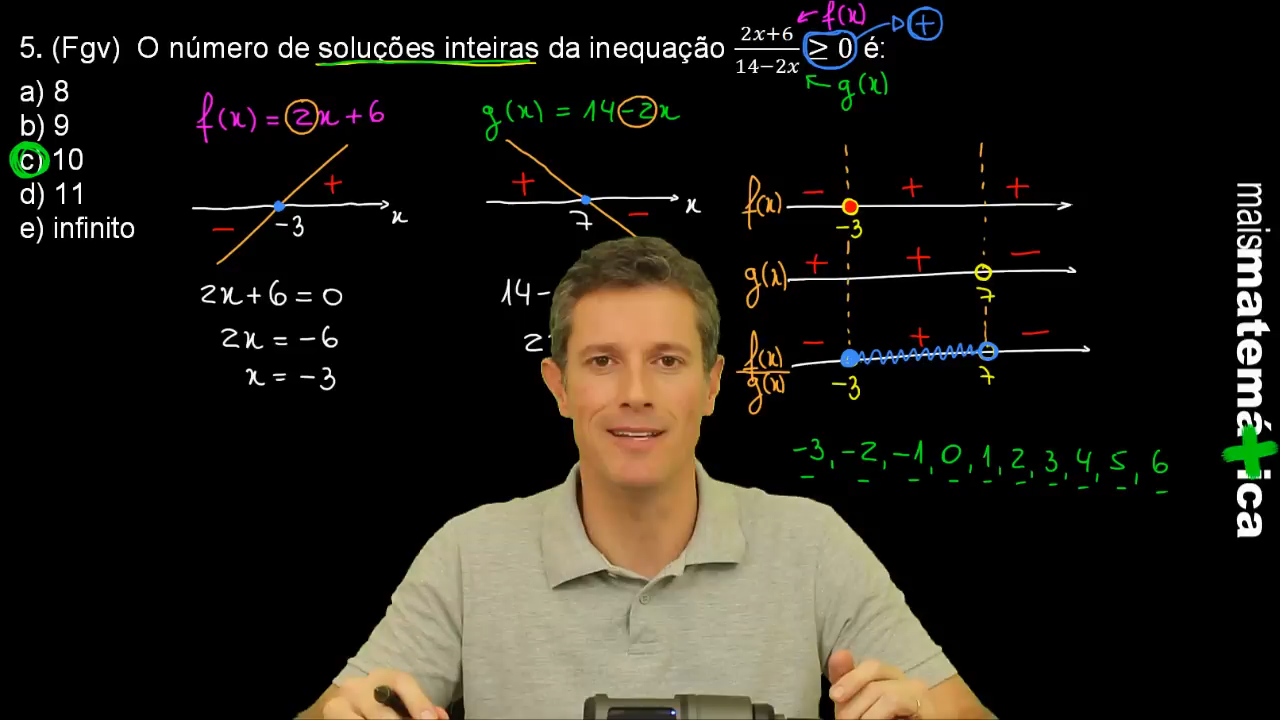 5. (Fgv) O número de soluções inteiras da inequação (2x+6)/(14−2x) ≥ 0 é:
f(x)
+
g(x)
a) 8
b) 9
c) 10
d) 11
e) infinito
f(x) = 2x + 6
+
−
-3
x
2x + 6 = 0
2x = -6
x = -3
g(x) = 14 - 2x
+
−
7
x
14 -
2
f(x) − + +
-3
g(x) + + −
7
f(x)/g(x) − + −
-3 7
-3, -2, -1, 0, 1, 2, 3, 4, 5, 6
maismatemática